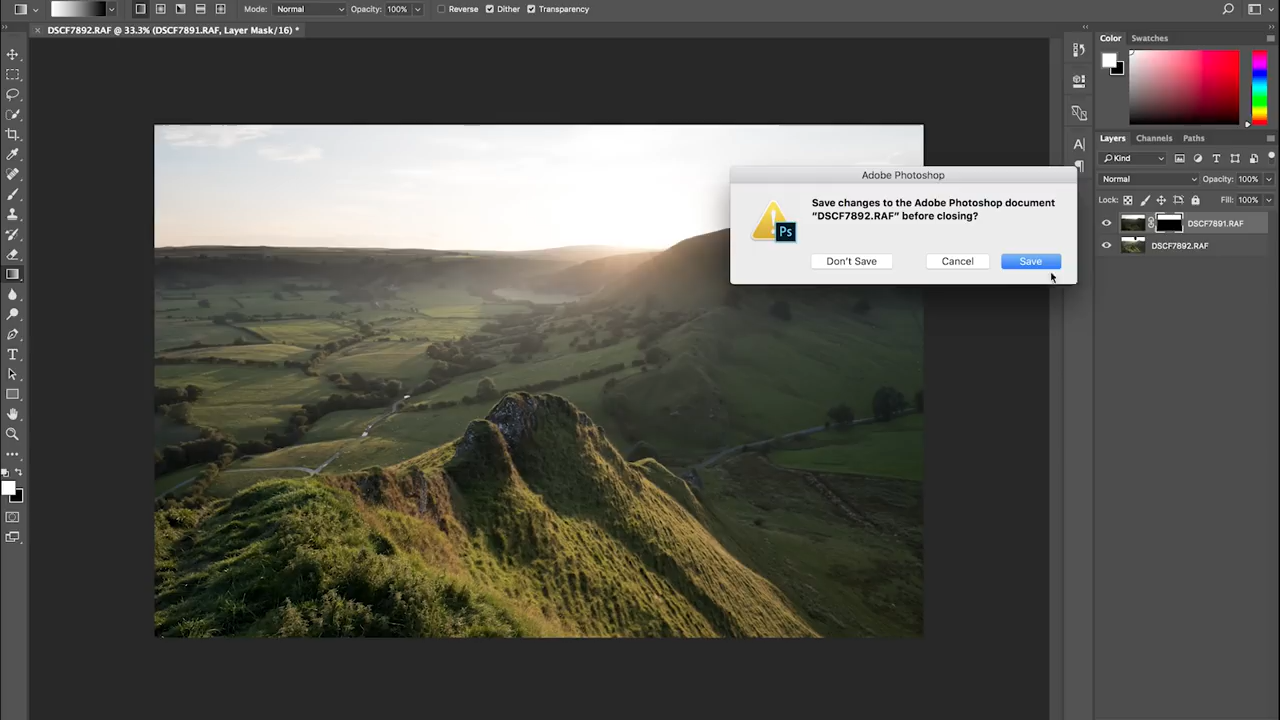 Mode: Normal Opacity: 100% Reverse Dither Transparency
DSCF7892.RAF @ 33.3% (DSCF7891.RAF, Layer Mask/16) *
Color Swatches
Layers Channels Paths
Kind
Normal Opacity: 100%
Lock: Fill: 100%
DSCF7891.RAF
DSCF7892.RAF
Adobe Photoshop
Save changes to the Adobe Photoshop document
“DSCF7892.RAF” before closing?
Ps
Don't Save Cancel Save